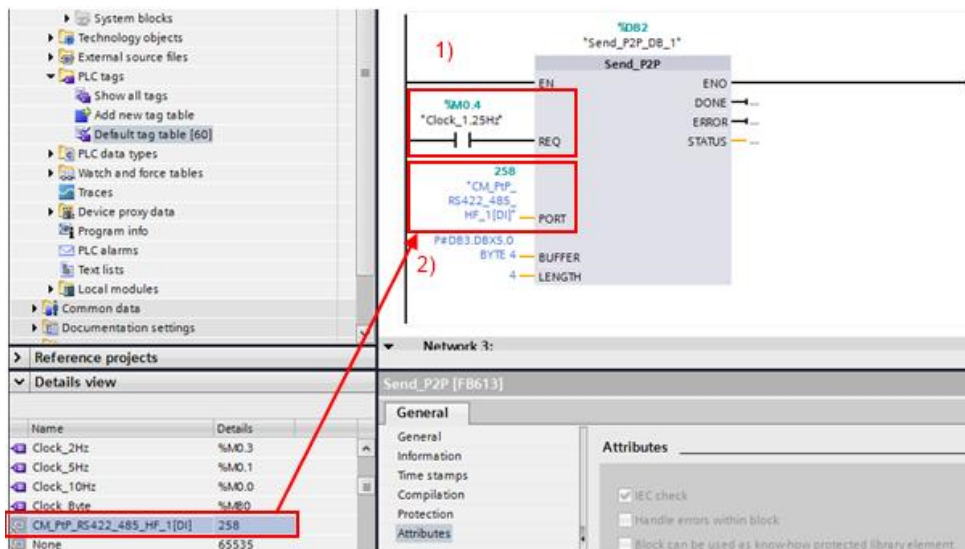 System blocks
Technology objects
External source files
PLC tags
Show all tags
Add new tag table
Default tag table [60]
PLC data types
Watch and force tables
Traces
Device proxy data
Program info
PLC alarms
Text lists
Local modules
Common data
Documentation settings
Reference projects
Details view
Name Details
Clock_2Hz %M0.3
Clock_5Hz %M0.1
Clock_10Hz %M0.0
Clock_Byte %MB0
CM_PtP_RS422_485_HF_1[DI] 258
None 65535
1)
%DB2
"Send_P2P_DB_1"
Send_P2P
EN ENO
%M0.4
"Clock_1.25Hz"
REQ
DONE ...
ERROR ...
STATUS ...
258
"CM_PtP_
RS422_485_
HF_1[DI]" PORT
2)
P#DB3.DBX5.0
BYTE 4 BUFFER
4 LENGTH
Network 3:
Send_P2P [FB613]
General
General
Information
Time stamps
Compilation
Protection
Attributes
Attributes
IEC check
Handle errors within block
Block can be used as know-how protected library element